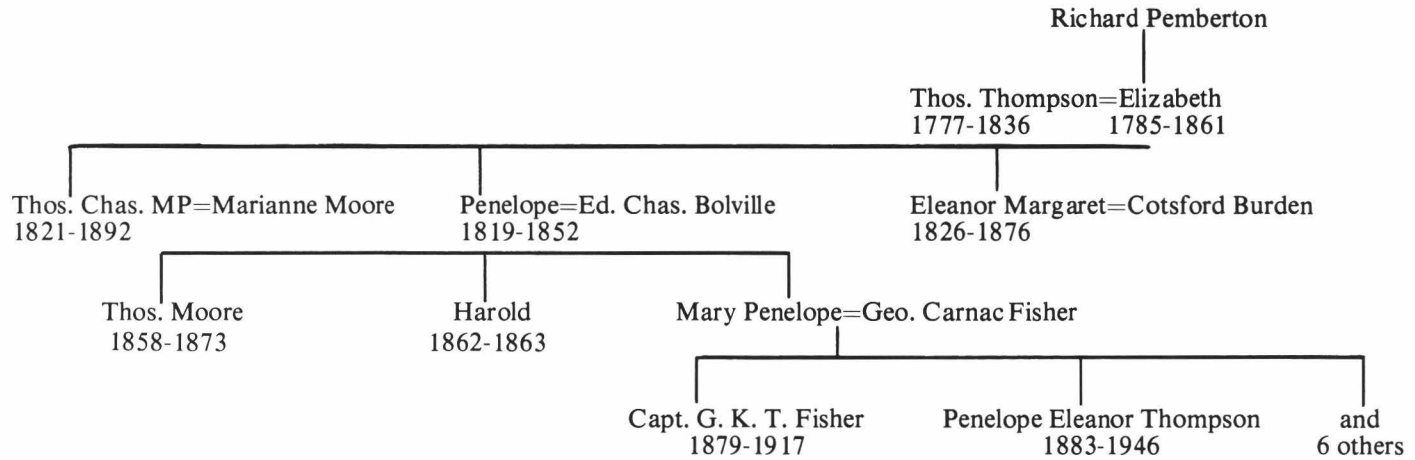 Richard Pemberton
Thos. Thompson=Elizabeth
1777-1836 1785-1861
Thos. Chas. MP=Marianne Moore Penelope=Ed. Chas. Bolville Eleanor Margaret=Cotsford Burden
1821-1892 1819-1852 1826-1876
Thos. Moore Harold Mary Penelope=Geo. Carnac Fisher
1858-1873 1862-1863
Capt. G. K. T. Fisher Penelope Eleanor Thompson and
1879-1917 1883-1946 6 others